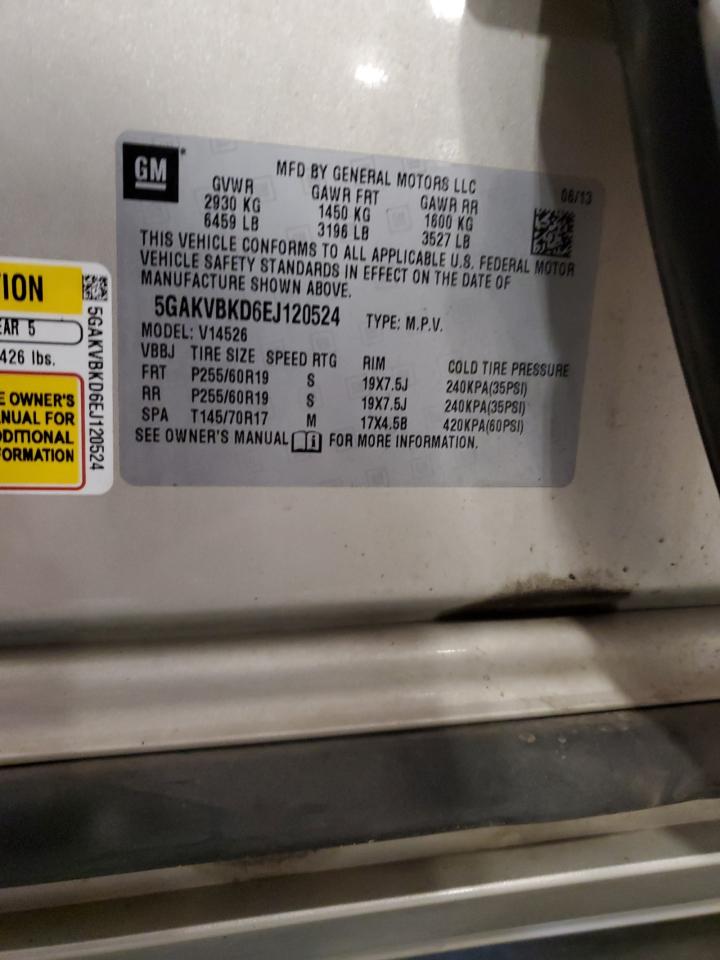 GM
MFD BY GENERAL MOTORS LLC
06/13
GVWR GAWR FRT GAWR RR
2930 KG 1450 KG 1600 KG
6459 LB 3196 LB 3527 LB
THIS VEHICLE CONFORMS TO ALL APPLICABLE U.S. FEDERAL MOTOR
VEHICLE SAFETY STANDARDS IN EFFECT ON THE DATE OF
MANUFACTURE SHOWN ABOVE.
5GAKVBKD6EJ120524 TYPE: M.P.V.
MODEL: V14526
VBBJ TIRE SIZE SPEED RTG RIM COLD TIRE PRESSURE
FRT P255/60R19 S 19X7.5J 240KPA(35PSI)
RR P255/60R19 S 19X7.5J 240KPA(35PSI)
SPA T145/70R17 M 17X4.5B 420KPA(60PSI)
SEE OWNER'S MANUAL FOR MORE INFORMATION.
ION
EAR 5
426 lbs.
E OWNER'S
NUAL FOR
DDITIONAL
FORMATION
5GAKVBKD6EJ120524